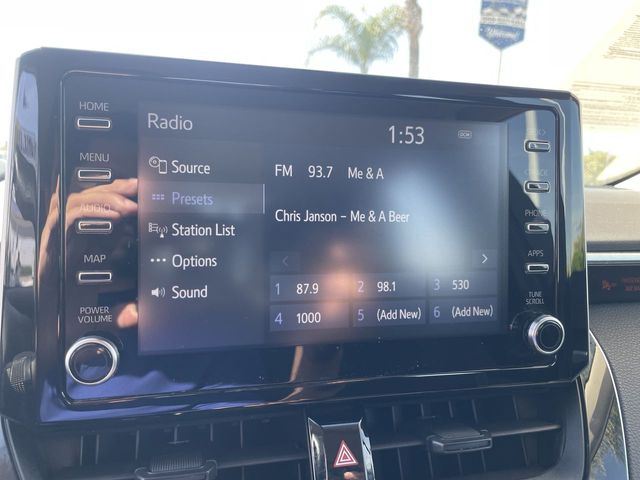 Welcome!
HOME
MENU
AUDIO
MAP
POWER
VOLUME
Radio
1:53
DCM
Source
Presets
Station List
Options
Sound
FM 93.7 Me & A
Chris Janson – Me & A Beer
< >
1 87.9 2 98.1 3 530
4 1000 5 (Add New) 6 (Add New)
PHONE
APPS
TUNE
SCROLL